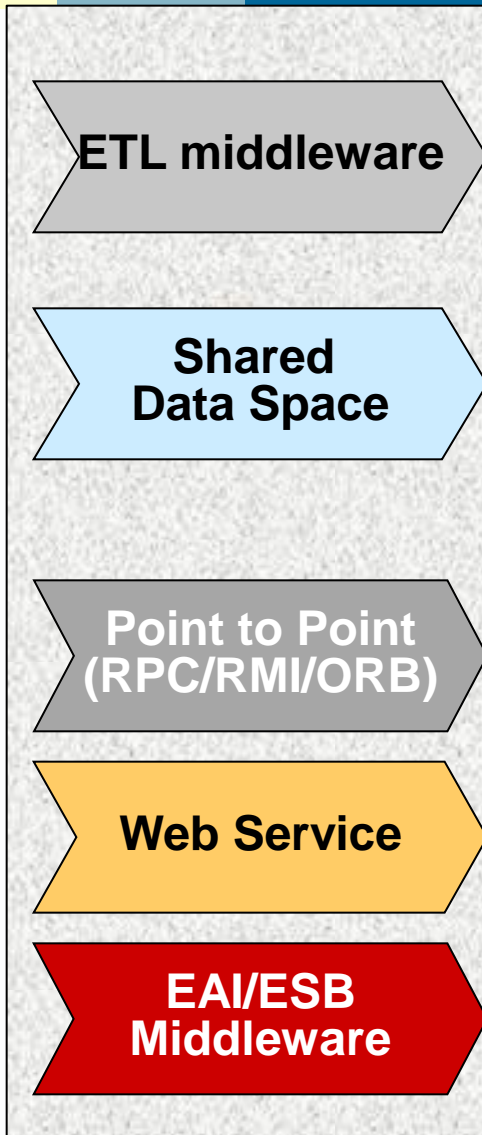 ETL middleware
Shared
Data Space
Point to Point
(RPC/RMI/ORB)
Web Service
EAI/ESB
Middleware